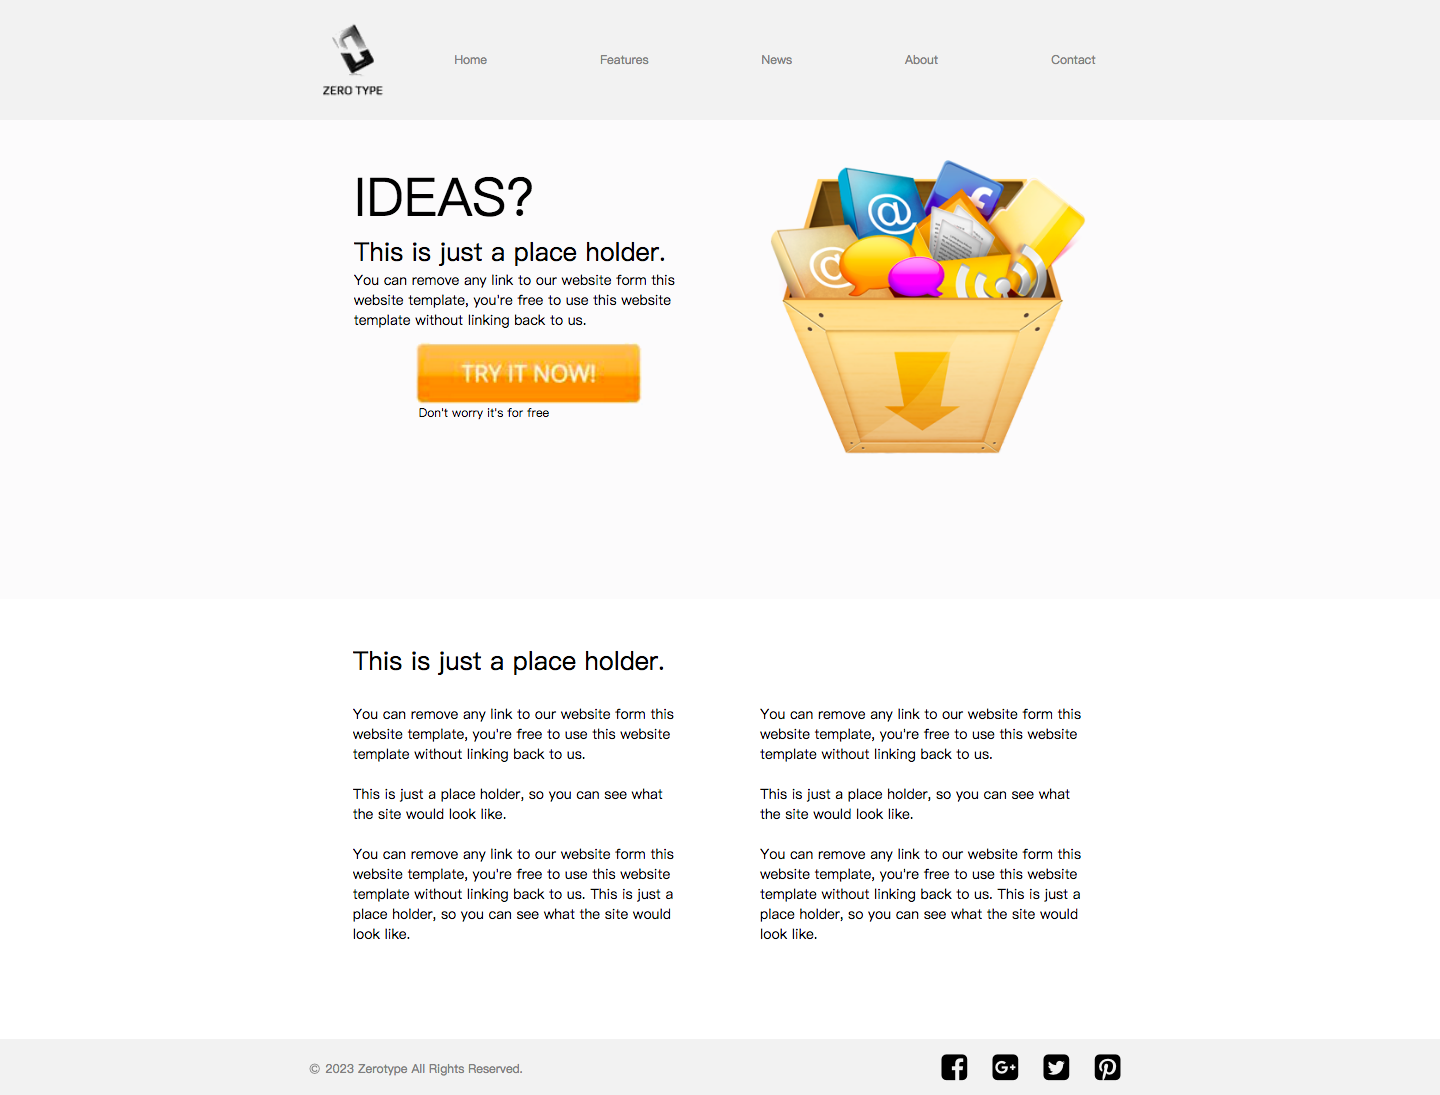 ZERO TYPE
Home
Features
News
About
Contact
IDEAS?
This is just a place holder.
You can remove any link to our website form this
website template, you're free to use this website
template without linking back to us.
TRY IT NOW!
Don't worry it's for free
This is just a place holder.
You can remove any link to our website form this
website template, you're free to use this website
template without linking back to us.
This is just a place holder, so you can see what
the site would look like.
You can remove any link to our website form this
website template, you're free to use this website
template without linking back to us. This is just a
place holder, so you can see what the site would
look like.
You can remove any link to our website form this
website template, you're free to use this website
template without linking back to us.
This is just a place holder, so you can see what
the site would look like.
You can remove any link to our website form this
website template, you're free to use this website
template without linking back to us. This is just a
place holder, so you can see what the site would
look like.
© 2023 Zerotype All Rights Reserved.